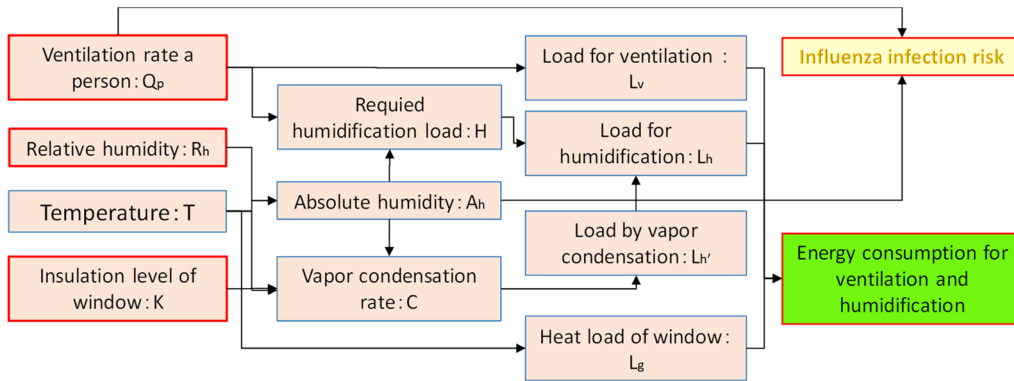 Ventilation rate a
person : Qp
Relative humidity : Rh
Temperature : T
Insulation level of
window : K
Requied
humidification load : H
Absolute humidity : Ah
Vapor condensation
rate : C
Load for ventilation :
Lv
Load for
humidification : Lh
Load by vapor
condensation : Lh'
Heat load of window :
Lg
Influenza infection risk
Energy consumption for
ventilation and
humidification